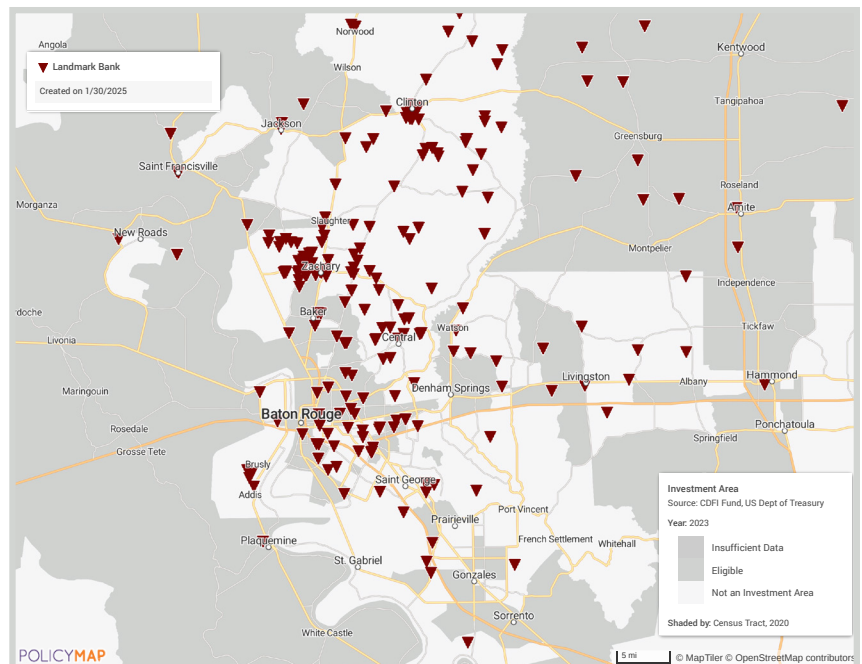 Angola
Norwood
Kentwood
Landmark Bank
Created on 1/30/2025
Wilson
Clinton
Tangipahoa
Jackson
Greensburg
Saint Francisville
Roseland
Morganza
Amite
Slaughter
New Roads
Montpelier
Zachary
Independence
doche
Baker
Watson
Tickfaw
Livonia
Central
Livingston
Albany
Hammond
Maringouin
Denham Springs
Baton Rouge
Ponchatoula
Rosedale
Springfield
Grosse Tete
Brusly
Addis
Saint George
Port Vincent
Prairieville
French Settlement
Whitehall
Plaquemine
St. Gabriel
Gonzales
Sorrento
White Castle
Investment Area
Source: CDFI Fund, US Dept of Treasury
Year: 2023
Insufficient Data
Eligible
Not an Investment Area
Shaded by: Census Tract, 2020
POLICYMAP
5 mi
© MapTiler © OpenStreetMap contributors